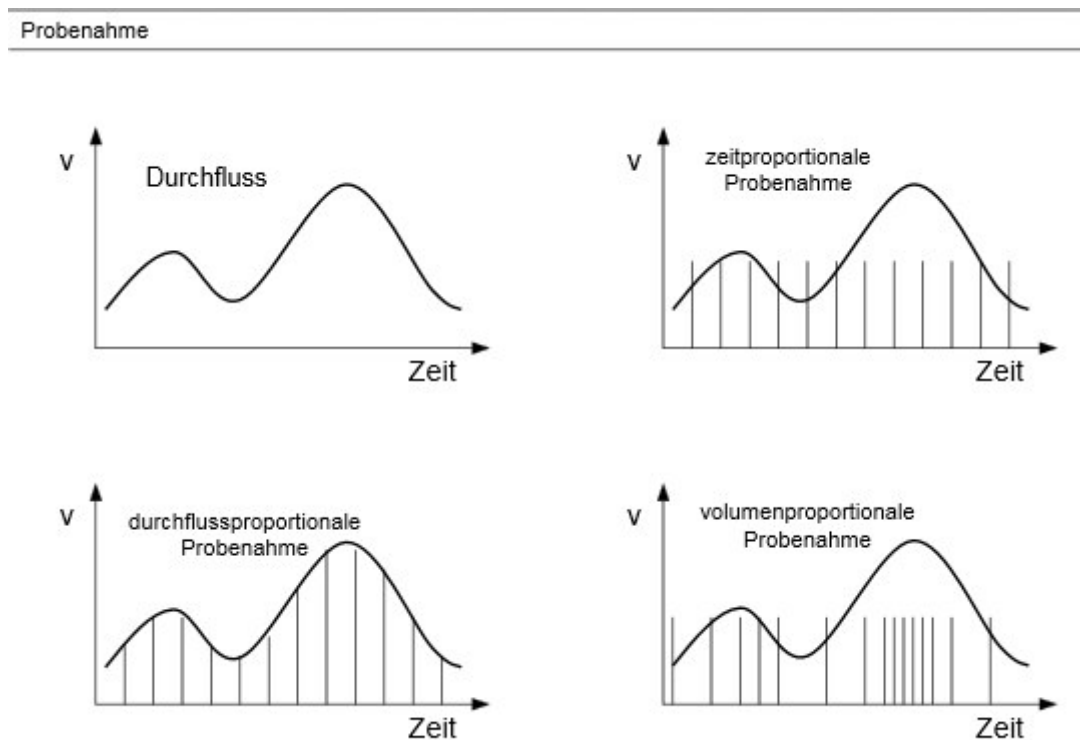 Probenahme
V
Durchfluss
Zeit
V
zeitproportionale
Probenahme
Zeit
V
durchflussproportionale
Probenahme
Zeit
V
volumenproportionale
Probenahme
Zeit